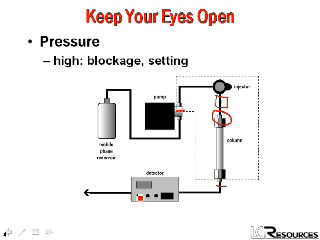 Keep Your Eyes Open
• Pressure
– high: blockage, setting
injector
pump
mobile
phase
reservoir
column
detector
LC RESOURCES